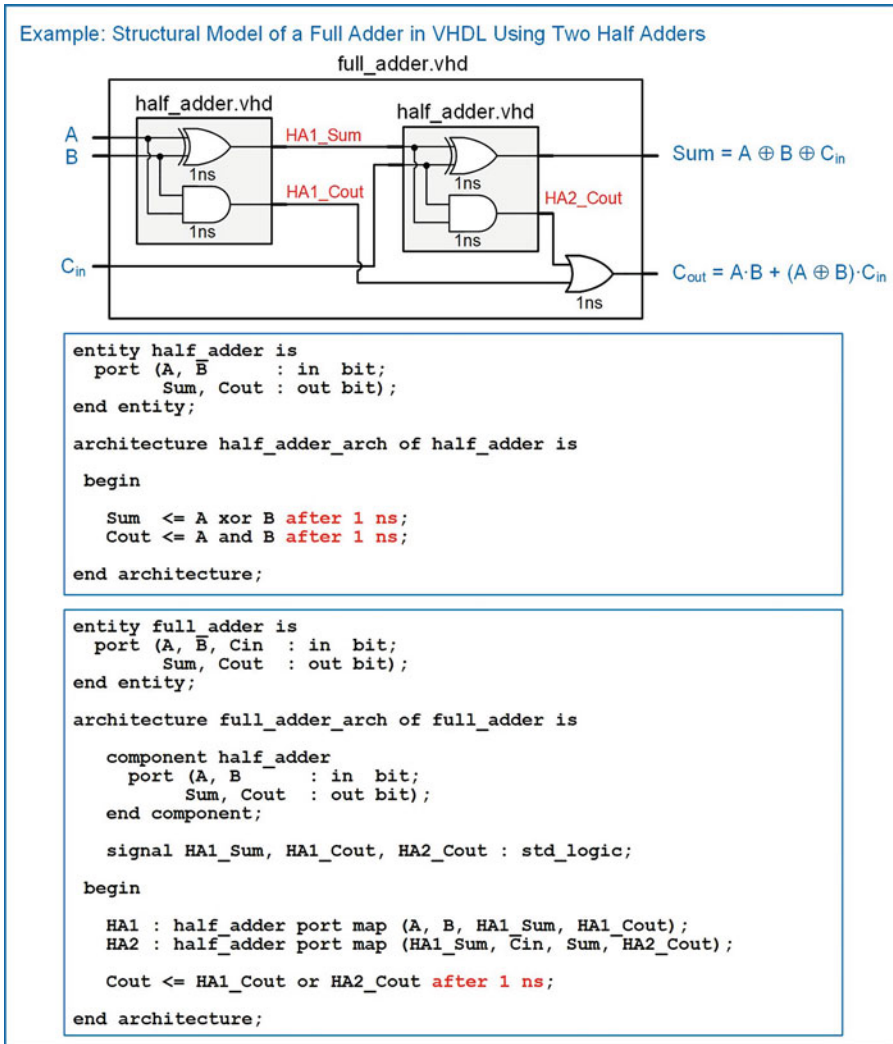 Example: Structural Model of a Full Adder in VHDL Using Two Half Adders
full_adder.vhd
half_adder.vhd
half_adder.vhd
A
B
HA1_Sum
1ns
1ns
Sum = A ⊕ B ⊕ Cin
HA1_Cout
HA2_Cout
1ns
1ns
Cin
Cout = A·B + (A ⊕ B)·Cin
1ns
entity half_adder is
port (A, B : in bit;
Sum, Cout : out bit);
end entity;
architecture half_adder_arch of half_adder is
begin
Sum <= A xor B after 1 ns;
Cout <= A and B after 1 ns;
end architecture;
entity full_adder is
port (A, B, Cin : in bit;
Sum, Cout : out bit);
end entity;
architecture full_adder_arch of full_adder is
component half_adder
port (A, B : in bit;
Sum, Cout : out bit);
end component;
signal HA1_Sum, HA1_Cout, HA2_Cout : std_logic;
begin
HA1 : half_adder port map (A, B, HA1_Sum, HA1_Cout);
HA2 : half_adder port map (HA1_Sum, Cin, Sum, HA2_Cout);
Cout <= HA1_Cout or HA2_Cout after 1 ns;
end architecture;